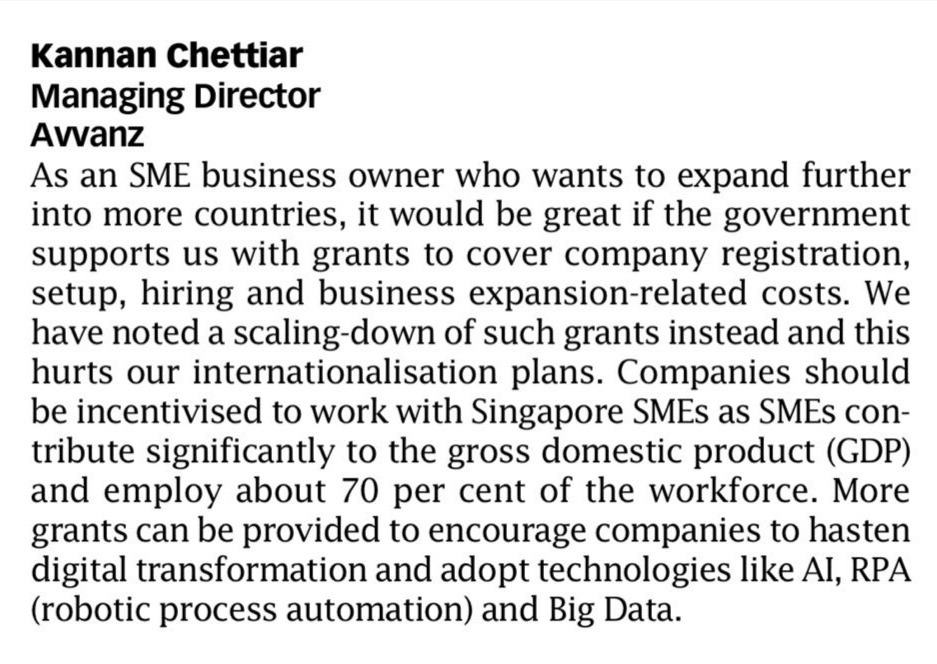 Kannan Chettiar
Managing Director
Avvanz
As an SME business owner who wants to expand further
into more countries, it would be great if the government
supports us with grants to cover company registration,
setup, hiring and business expansion-related costs. We
have noted a scaling-down of such grants instead and this
hurts our internationalisation plans. Companies should
be incentivised to work with Singapore SMEs as SMEs con-
tribute significantly to the gross domestic product (GDP)
and employ about 70 per cent of the workforce. More
grants can be provided to encourage companies to hasten
digital transformation and adopt technologies like AI, RPA
(robotic process automation) and Big Data.